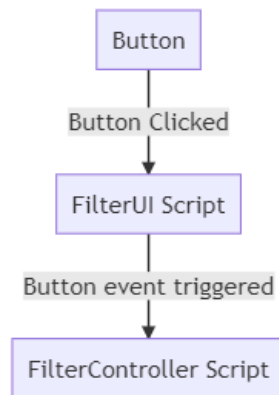 Button
Button Clicked
FilterUI Script
Button event triggered
FilterController Script